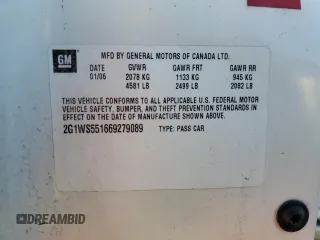 GM
MFD BY GENERAL MOTORS OF CANADA LTD.
DATE GVWR GAWR FRT GAWR RR
01/06 2078 KG 1133 KG 945 KG
4581 LB 2499 LB 2082 LB
THIS VEHICLE CONFORMS TO ALL APPLICABLE U.S. FEDERAL MOTOR
VEHICLE SAFETY, BUMPER, AND THEFT PREVENTION STANDARDS
IN EFFECT ON THE DATE OF MANUFACTURE SHOWN ABOVE.
2G1WS551669279089 TYPE: PASS CAR
DREAMBID